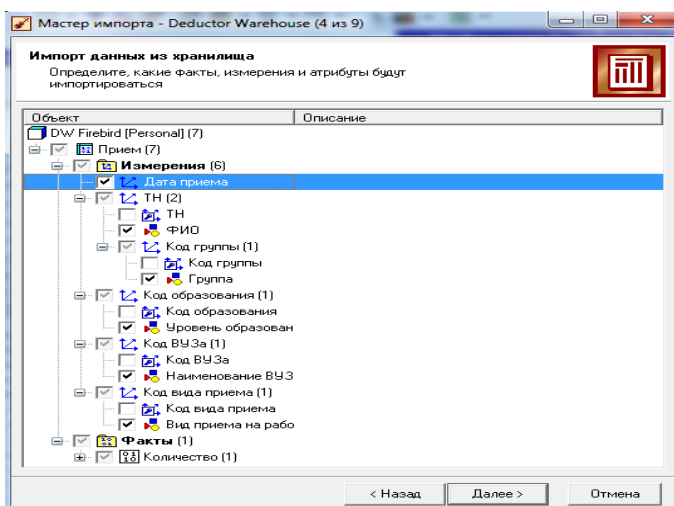 Мастер импорта - Deductor Warehouse (4 из 9)
Импорт данных из хранилища
Определите, какие факты, измерения и атрибуты будут
импортироваться
Объект Описание
DW Firebird [Personal] (7)
Прием (7)
Измерения (6)
Дата приема
ТН (2)
ТН
ФИО
Код группы (1)
Код группы
Группа
Код образования (1)
Код образования
Уровень образован
Код ВУЗа (1)
Код ВУЗа
Наименование ВУЗ
Код вида приема (1)
Код вида приема
Вид приема на рабо
Факты (1)
Количество (1)
< Назад Далее > Отмена